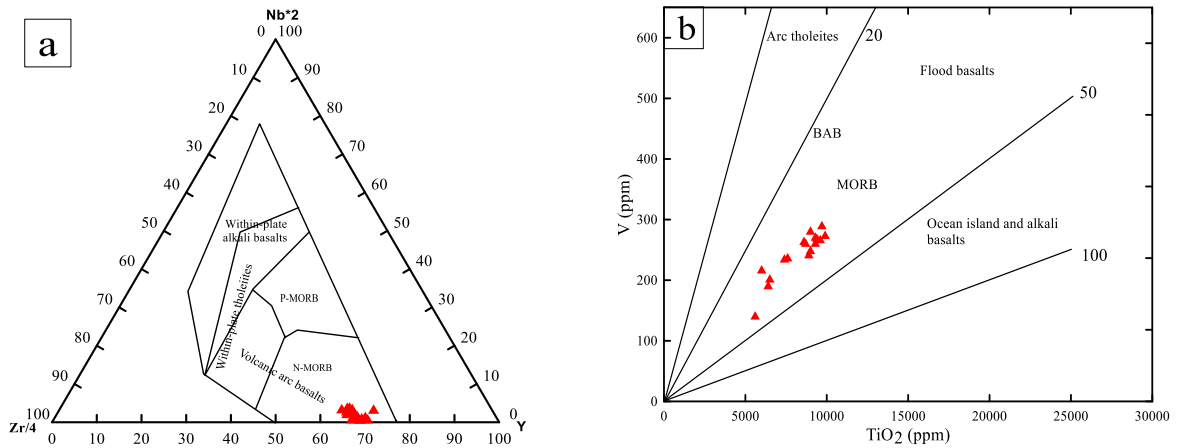 a
Nb*2
0 100
10 90
20 80
30 70
40 60
50 50
60 40
70 30
80 20
90 10
100 0
Zr/4 Y
0 10 20 30 40 50 60 70 80 90 100
Within-plate
alkali basalts
Within-plate tholeiites
P-MORB
Volcanic arc basalts
N-MORB
b
V (ppm)
600
500
400
300
200
100
0
0 5000 10000 15000 20000 25000 30000
TiO2 (ppm)
Arc tholeites
20
Flood basalts
50
BAB
MORB
Ocean island and alkali
basalts
100